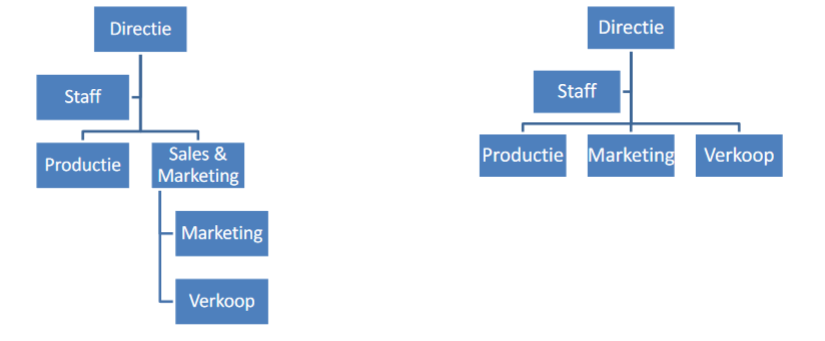 Directie
Staff
Productie
Sales &
Marketing
Marketing
Verkoop
Directie
Staff
Productie
Marketing
Verkoop